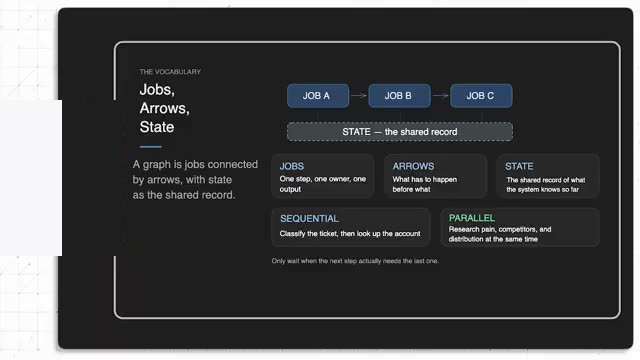 THE VOCABULARY
Jobs,
Arrows,
State
A graph is jobs connected
by arrows, with state
as the shared record.
JOB A
JOB B
JOB C
STATE — the shared record
JOBS
One step, one owner, one
output
ARROWS
What has to happen
before what
STATE
The shared record of what
the system knows so far
SEQUENTIAL
Classify the ticket, then look up the account
PARALLEL
Research pain, competitors, and
distribution at the same time
Only wait when the next step actually needs the last one.